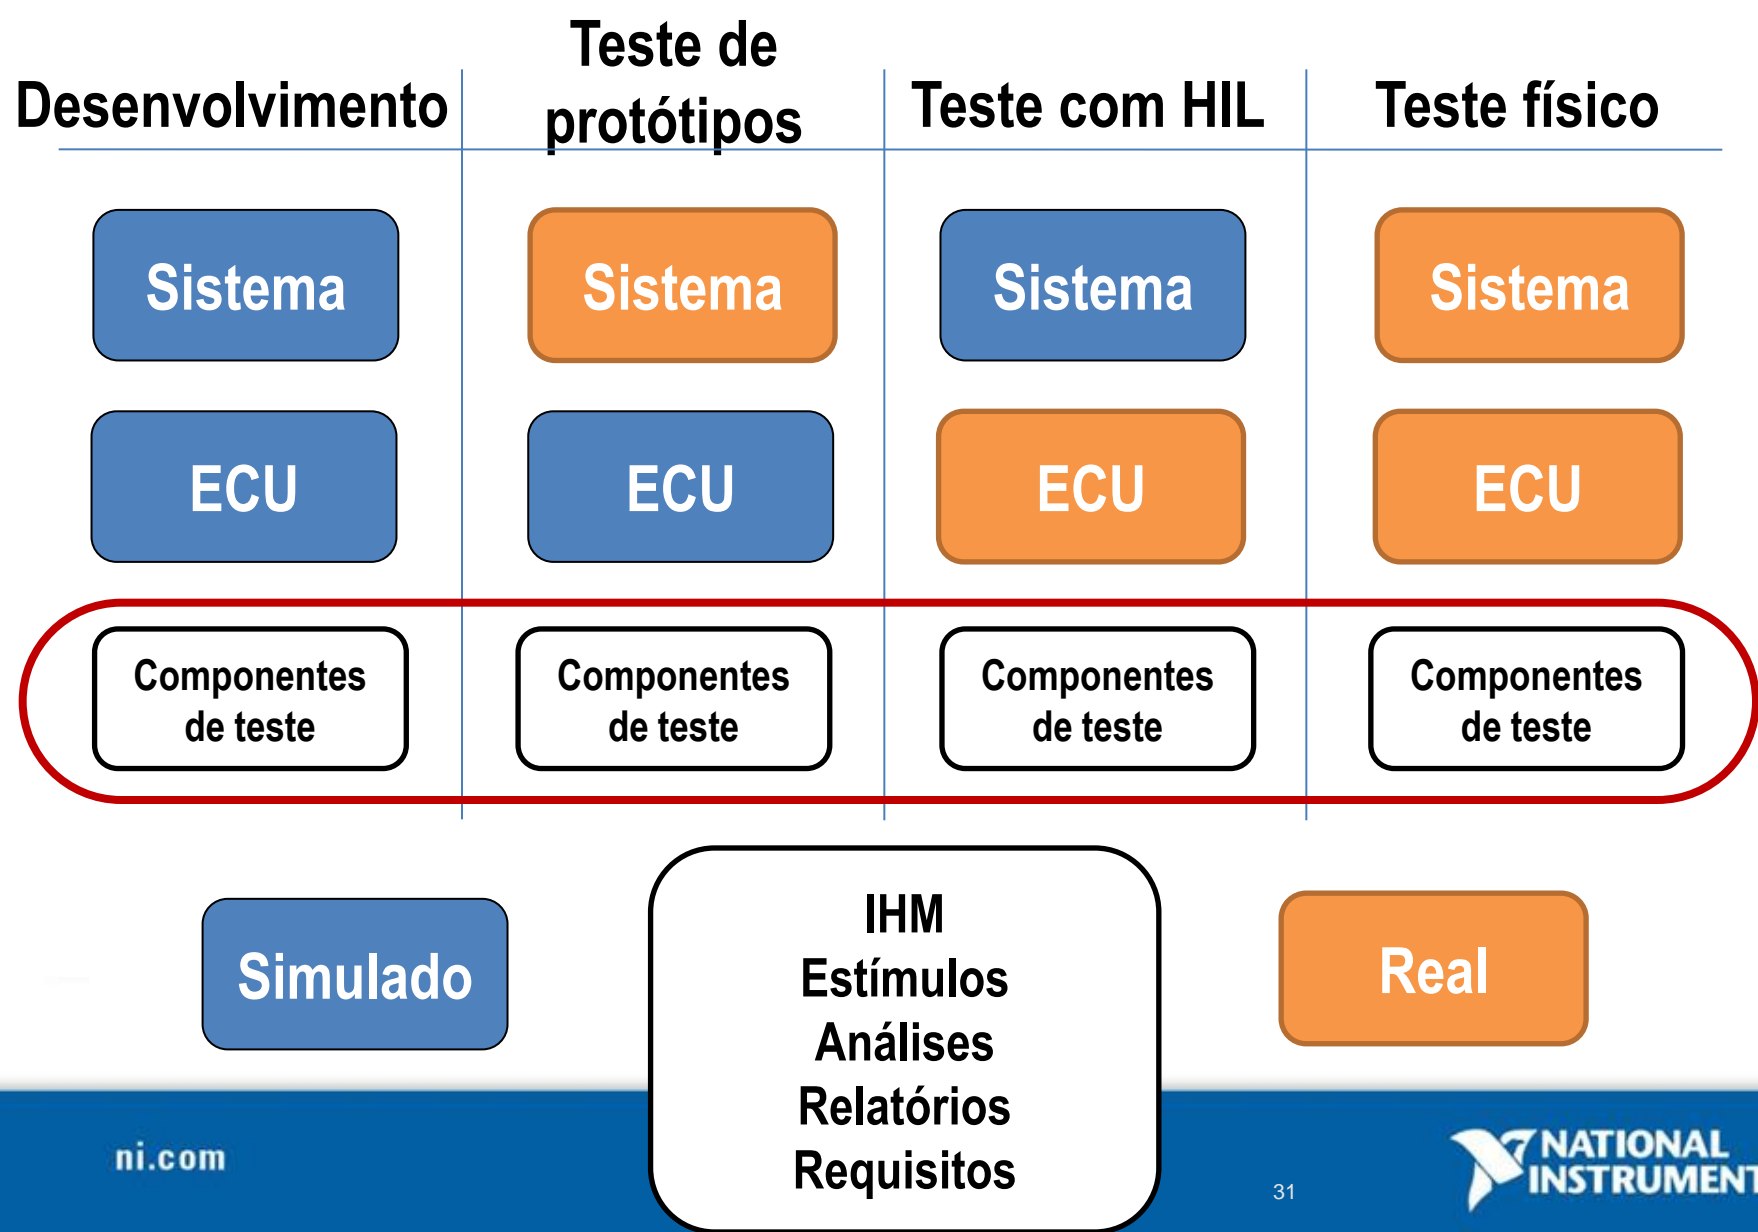 Desenvolvimento
Teste de
protótipos
Teste com HIL
Teste físico
Sistema
Sistema
Sistema
Sistema
ECU
ECU
ECU
ECU
Componentes
de teste
Componentes
de teste
Componentes
de teste
Componentes
de teste
Simulado
IHM
Estímulos
Análises
Relatórios
Requisitos
Real
ni.com
31
NATIONAL
INSTRUMENT